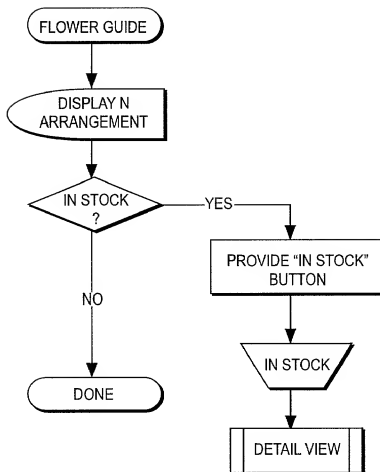 FLOWER GUIDE
DISPLAY N
ARRANGEMENT
IN STOCK
?
YES
PROVIDE “IN STOCK”
BUTTON
NO
IN STOCK
DONE
DETAIL VIEW